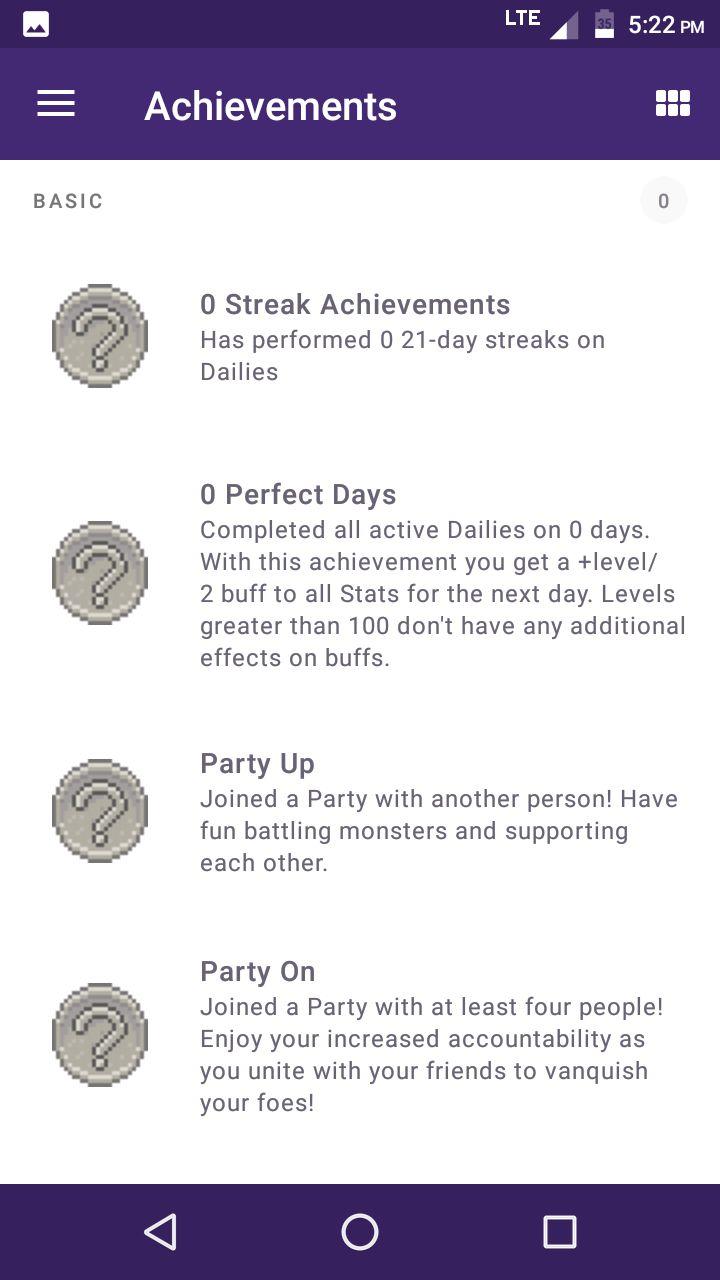 LTE 35 5:22 PM
Achievements
BASIC 0
0 Streak Achievements
Has performed 0 21-day streaks on
Dailies
0 Perfect Days
Completed all active Dailies on 0 days.
With this achievement you get a +level/
2 buff to all Stats for the next day. Levels
greater than 100 don't have any additional
effects on buffs.
Party Up
Joined a Party with another person! Have
fun battling monsters and supporting
each other.
Party On
Joined a Party with at least four people!
Enjoy your increased accountability as
you unite with your friends to vanquish
your foes!